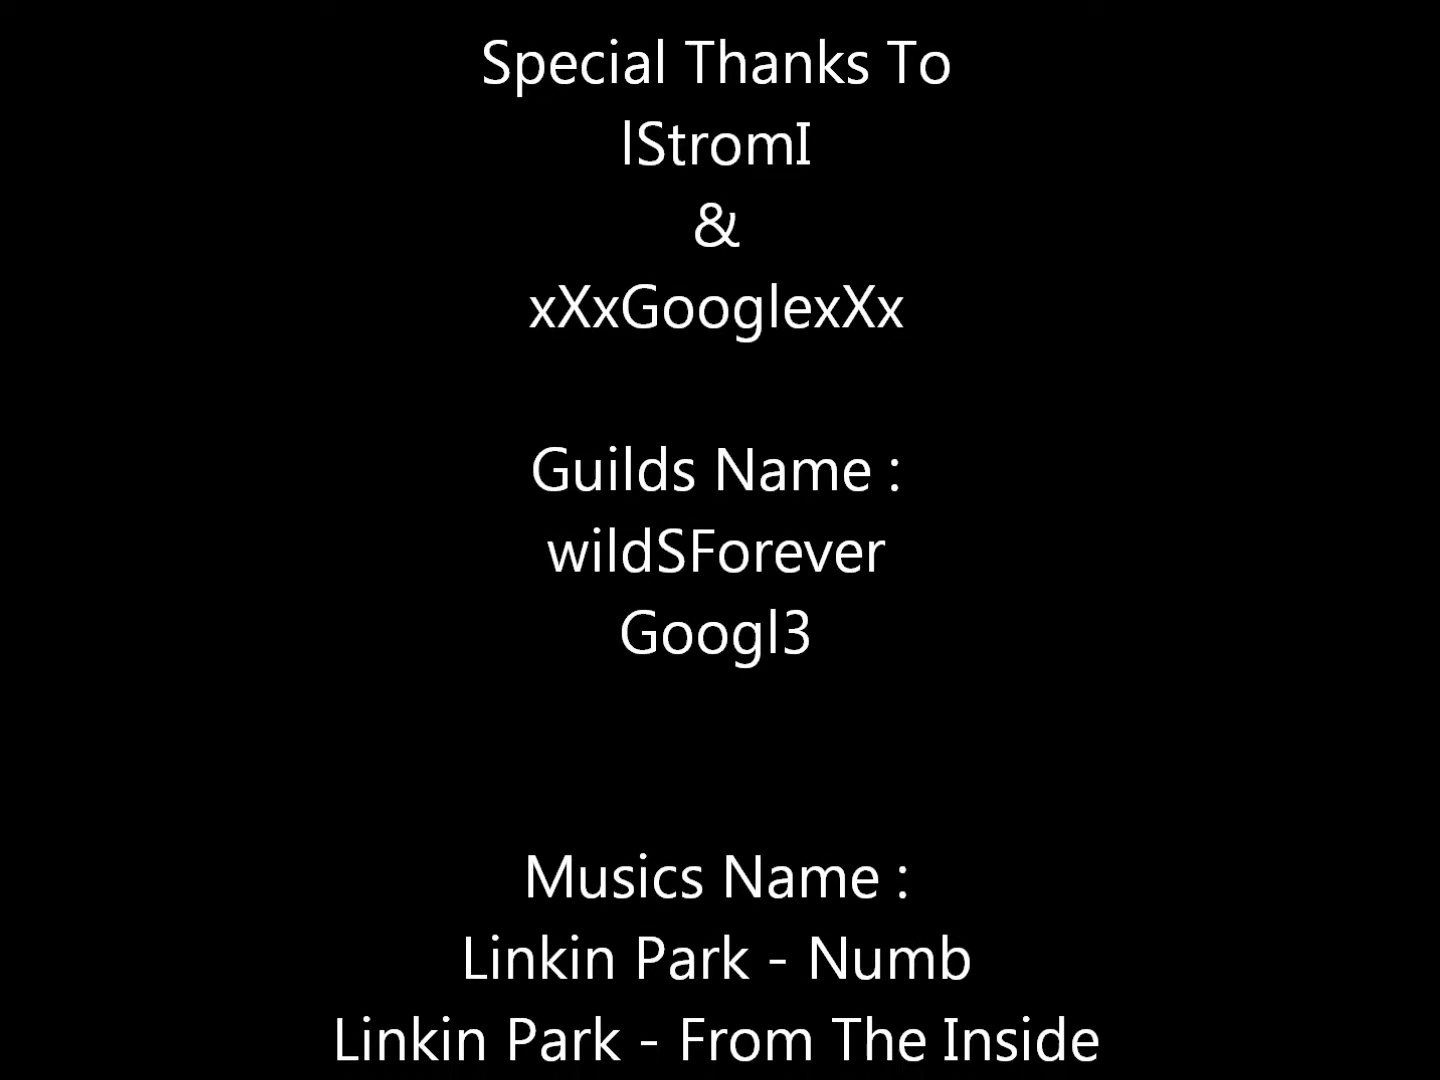 Special Thanks To
lStromI
&
xXxGooglexXx
Guilds Name :
wildSForever
Googl3
Musics Name :
Linkin Park - Numb
Linkin Park - From The Inside